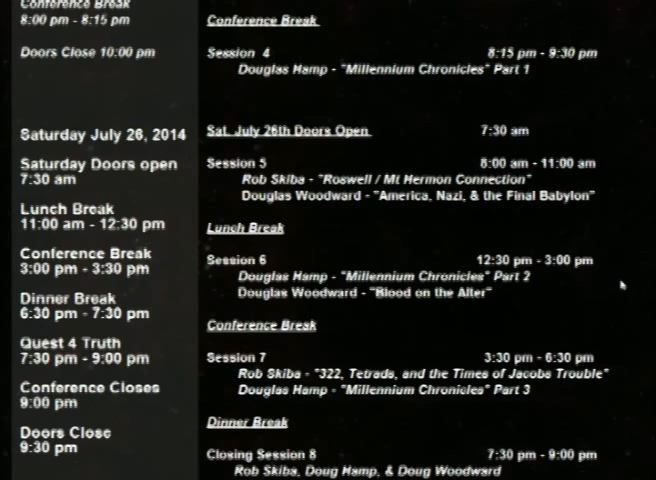 Conference Break
8:00 pm - 8:15 pm
Doors Close 10:00 pm
Saturday July 26, 2014
Saturday Doors open
7:30 am
Lunch Break
11:00 am - 12:30 pm
Conference Break
3:00 pm - 3:30 pm
Dinner Break
6:30 pm - 7:30 pm
Quest 4 Truth
7:30 pm - 9:00 pm
Conference Closes
9:00 pm
Doors Close
9:30 pm
Conference Break
Session 4 8:15 pm - 9:30 pm
Douglas Hamp - "Millennium Chronicles" Part 1
Sat. July 26th Doors Open 7:30 am
Session 5 8:00 am - 11:00 am
Rob Skiba - "Roswell / Mt Hermon Connection"
Douglas Woodward - "America, Nazi, & the Final Babylon"
Lunch Break
Session 6 12:30 pm - 3:00 pm
Douglas Hamp - "Millennium Chronicles" Part 2
Douglas Woodward - "Blood on the Alter"
Conference Break
Session 7 3:30 pm - 6:30 pm
Rob Skiba - "322, Tetrads, and the Times of Jacobs Trouble"
Douglas Hamp - "Millennium Chronicles" Part 3
Dinner Break
Closing Session 8 7:30 pm - 9:00 pm
Rob Skiba, Doug Hamp, & Doug Woodward